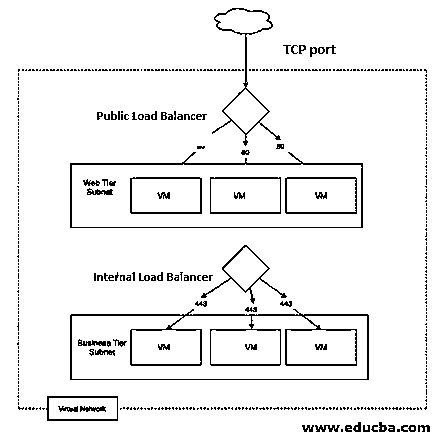 TCP port
Public Load Balancer
80 80 80
Web Tier
Subnet
VM VM VM
Internal Load Balancer
443 443 443
Business Tier
Subnet
VM VM VM
Virtual Network
www.educba.com